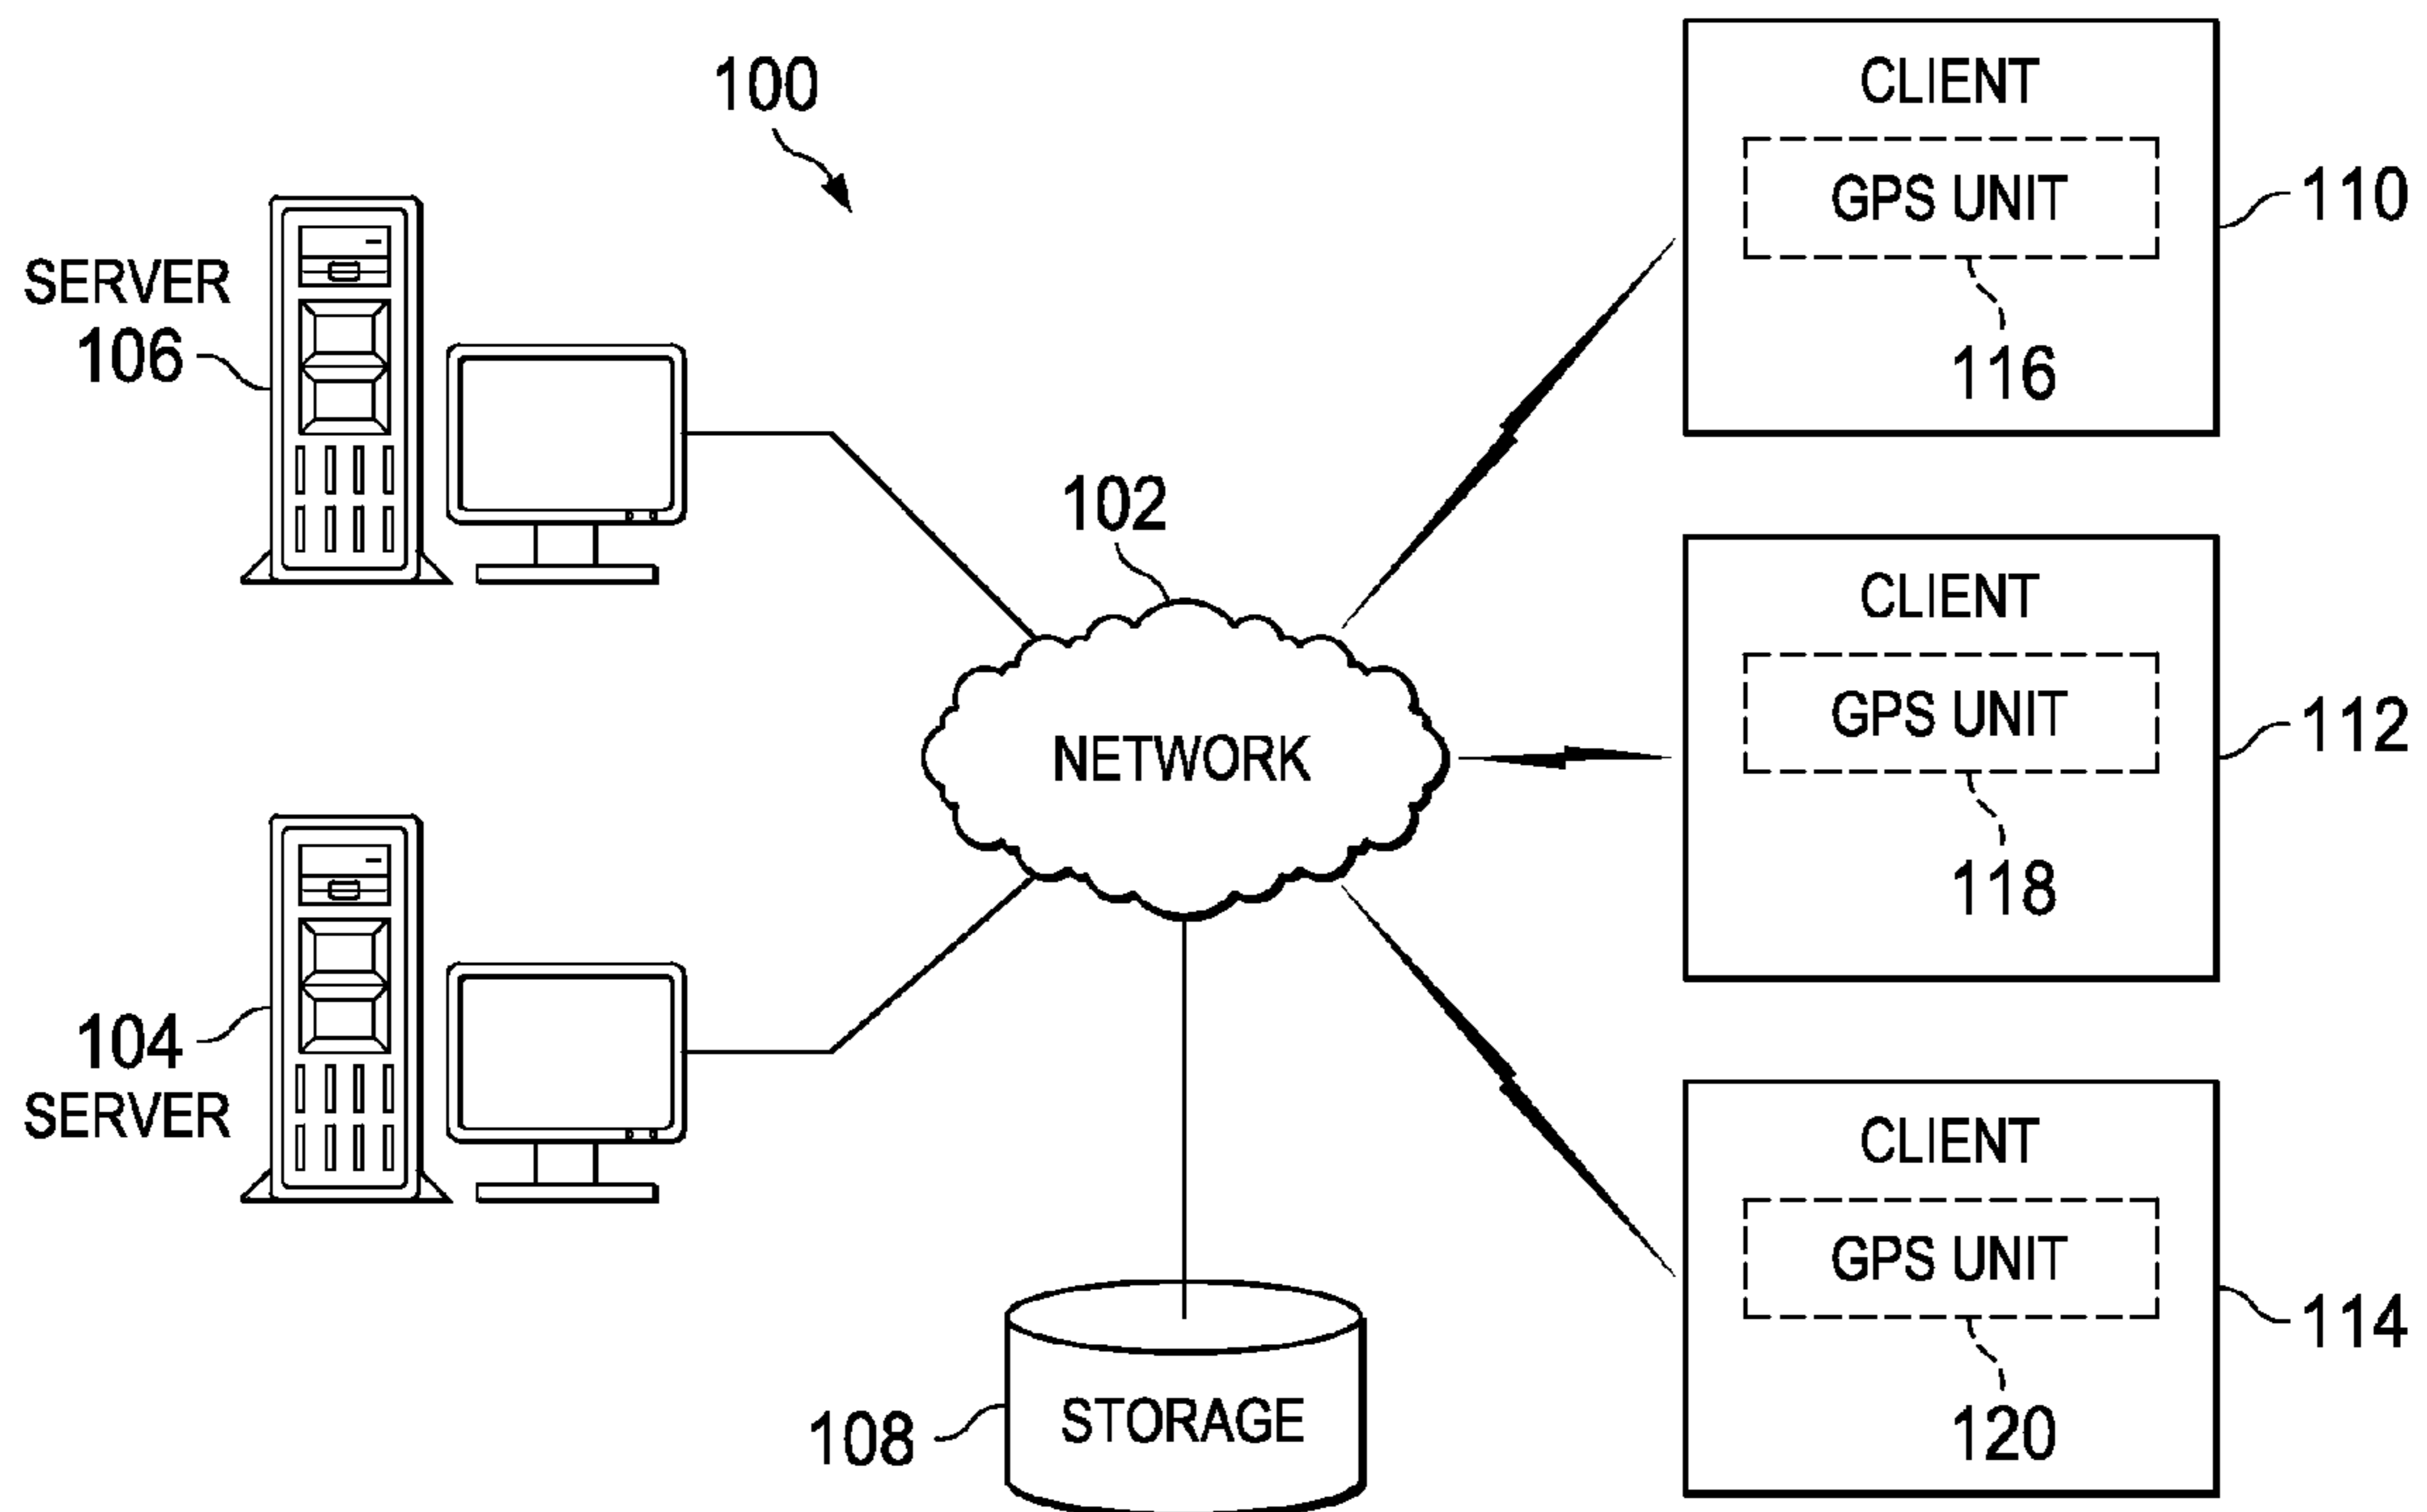 100
SERVER
106
102
NETWORK
104
SERVER
108
STORAGE
CLIENT
GPS UNIT
110
116
CLIENT
GPS UNIT
112
118
CLIENT
GPS UNIT
114
120